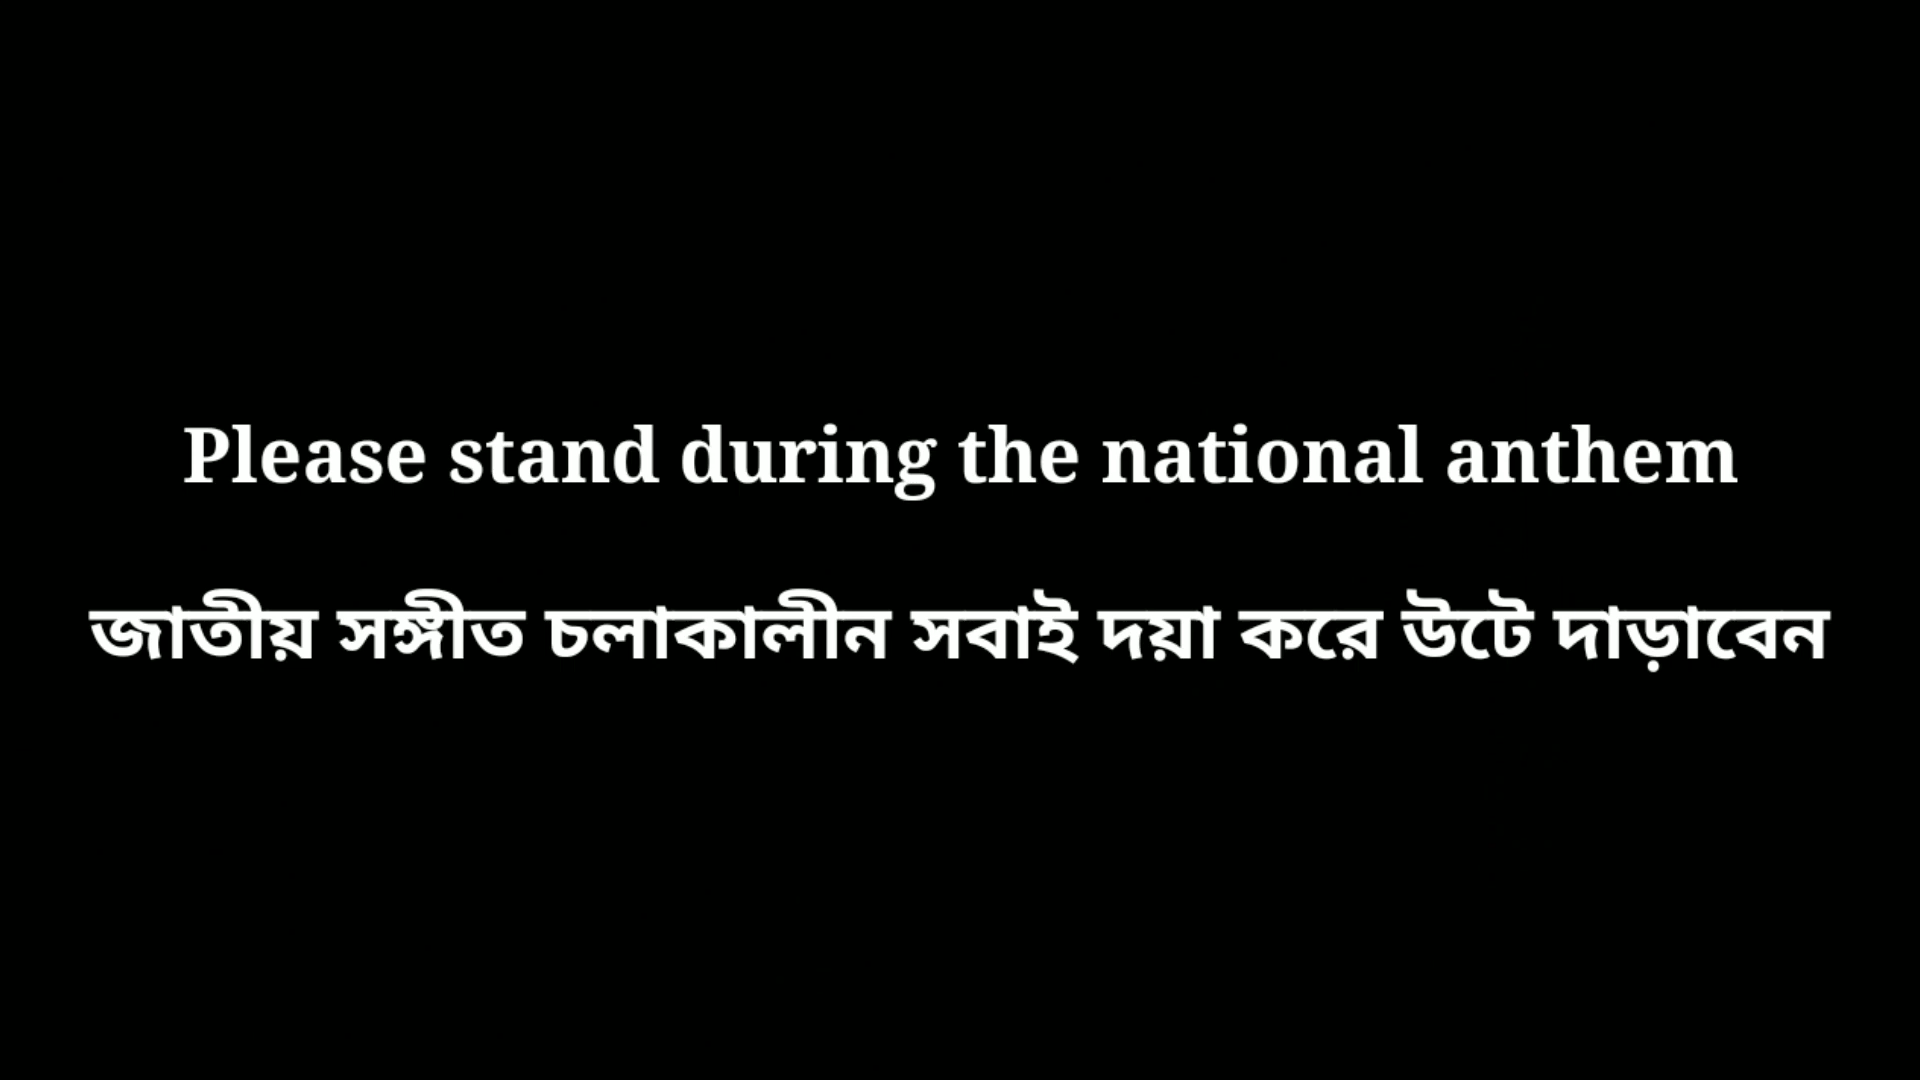 Please stand during the national anthem
জাতীয় সঙ্গীত চলাকালীন সবাই দয়া করে উটে দাড়াবেন